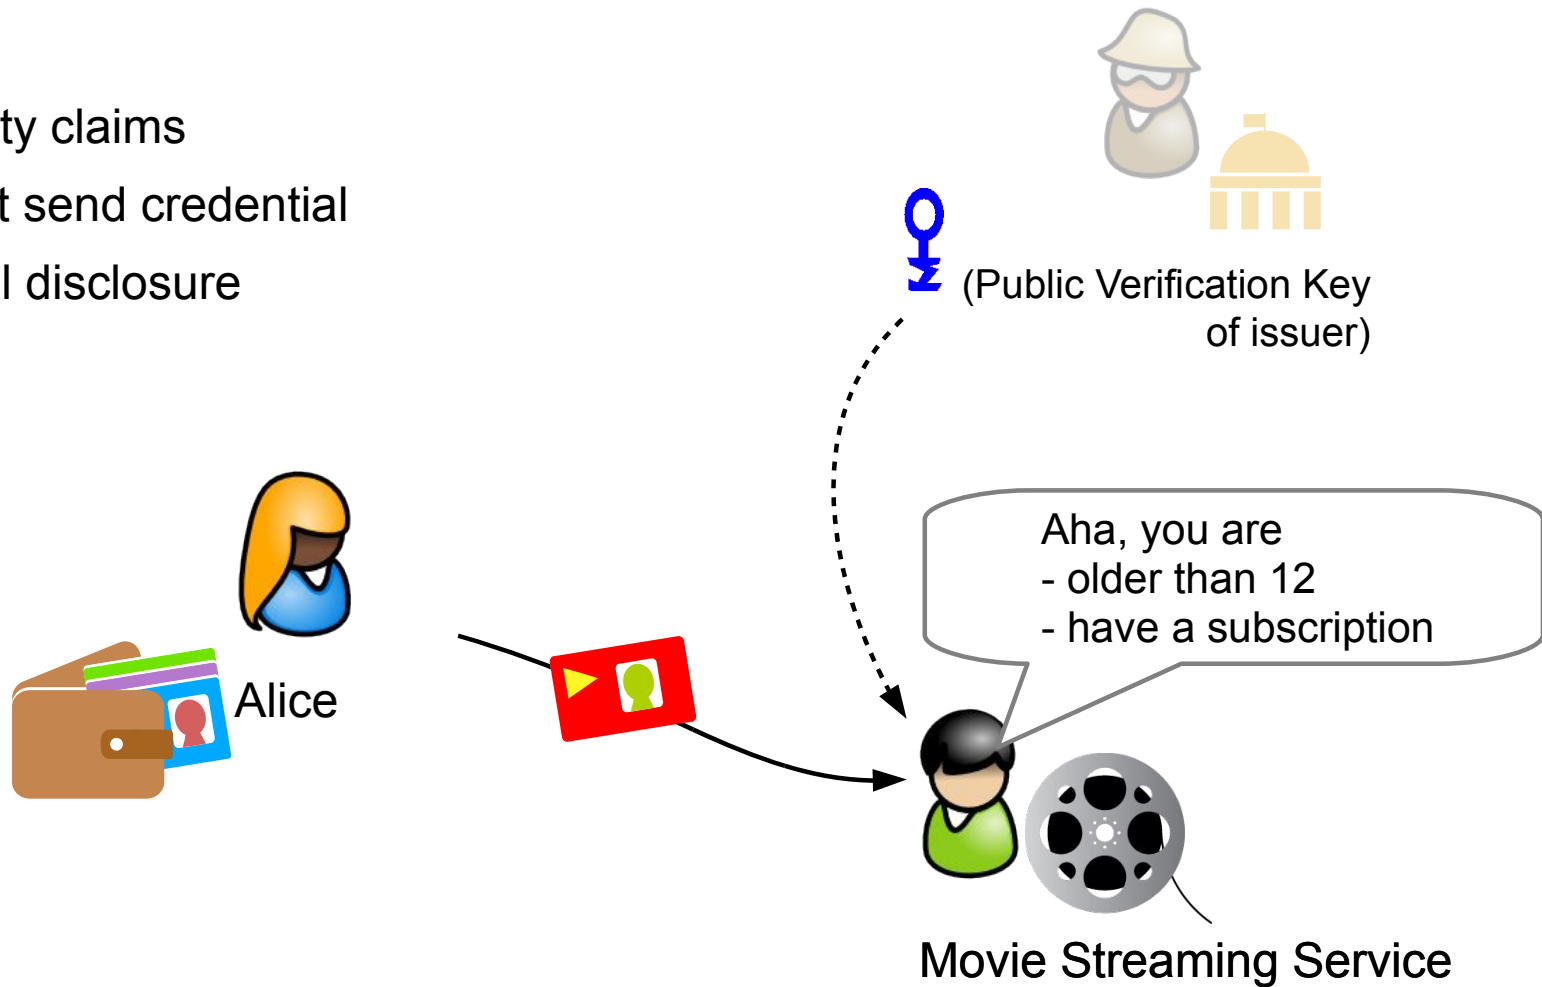 ty claims
t send credential
l disclosure
(Public Verification Key
of issuer)
Aha, you are
- older than 12
- have a subscription
Alice
Movie Streaming Service